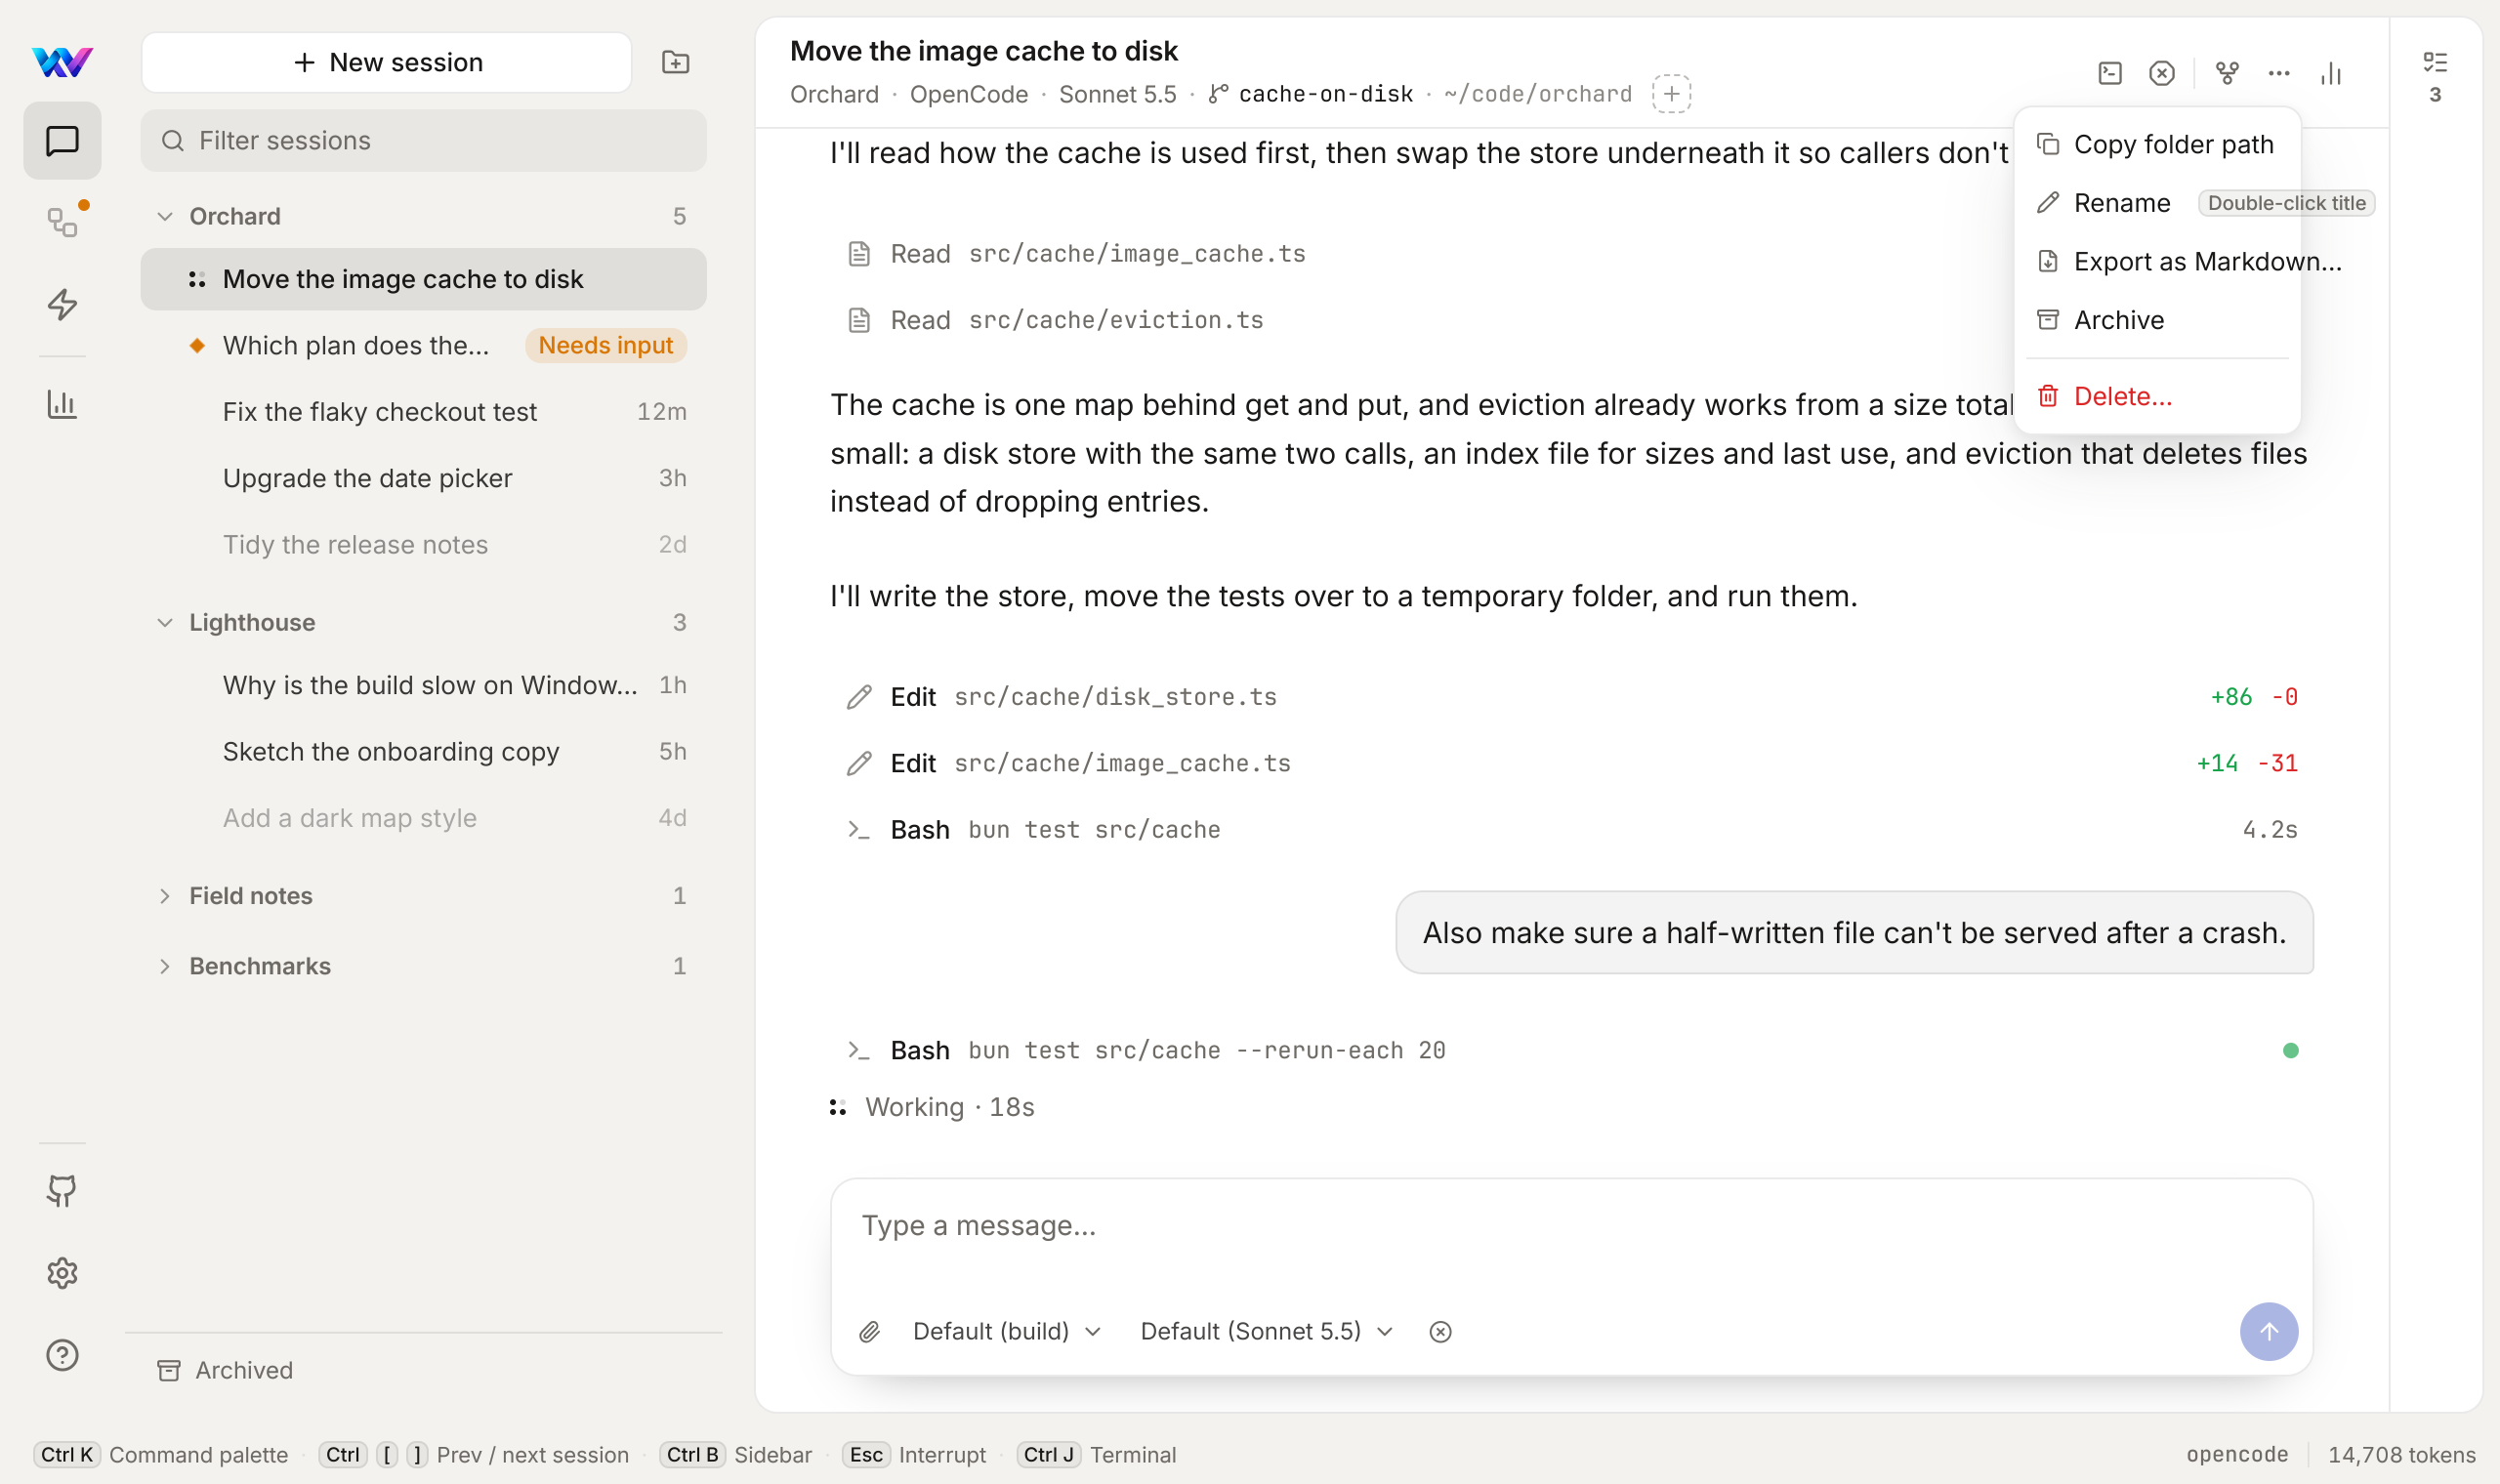 New session
Filter sessions
Orchard 5
Move the image cache to disk
Which plan does the... Needs input
Fix the flaky checkout test 12m
Upgrade the date picker 3h
Tidy the release notes 2d
Lighthouse 3
Why is the build slow on Window... 1h
Sketch the onboarding copy 5h
Add a dark map style 4d
Field notes 1
Benchmarks 1
Archived
Move the image cache to disk
Orchard · OpenCode · Sonnet 5.5 · cache-on-disk · ~/code/orchard
3
Copy folder path
Rename Double-click title
Export as Markdown...
Archive
Delete...
I'll read how the cache is used first, then swap the store underneath it so callers don't
Read src/cache/image_cache.ts
Read src/cache/eviction.ts
The cache is one map behind get and put, and eviction already works from a size total
small: a disk store with the same two calls, an index file for sizes and last use, and eviction that deletes files
instead of dropping entries.
I'll write the store, move the tests over to a temporary folder, and run them.
Edit src/cache/disk_store.ts +86 -0
Edit src/cache/image_cache.ts +14 -31
Bash bun test src/cache 4.2s
Also make sure a half-written file can't be served after a crash.
Bash bun test src/cache --rerun-each 20
Working · 18s
Type a message...
Default (build) Default (Sonnet 5.5)
Ctrl K Command palette · Ctrl [ ] Prev / next session · Ctrl B Sidebar · Esc Interrupt · Ctrl J Terminal
opencode 14,708 tokens